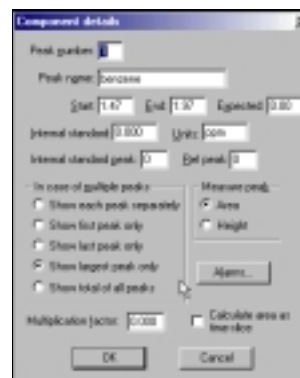 Component details
Peak number:
Peak name: benzene
Start: 1.47 End: 1.97 Expected: 0.00
Internal standard: 0.000 Units: ppm
Internal standard peak: 0 Ref peak: 0
In case of multiple peaks
Show each peak separately
Show first peak only
Show last peak only
Show largest peak only
Show total of all peaks
Measure peak
Area
Height
Alarms...
Multiplication factor: 0.000
Calculate area as time slice
OK Cancel